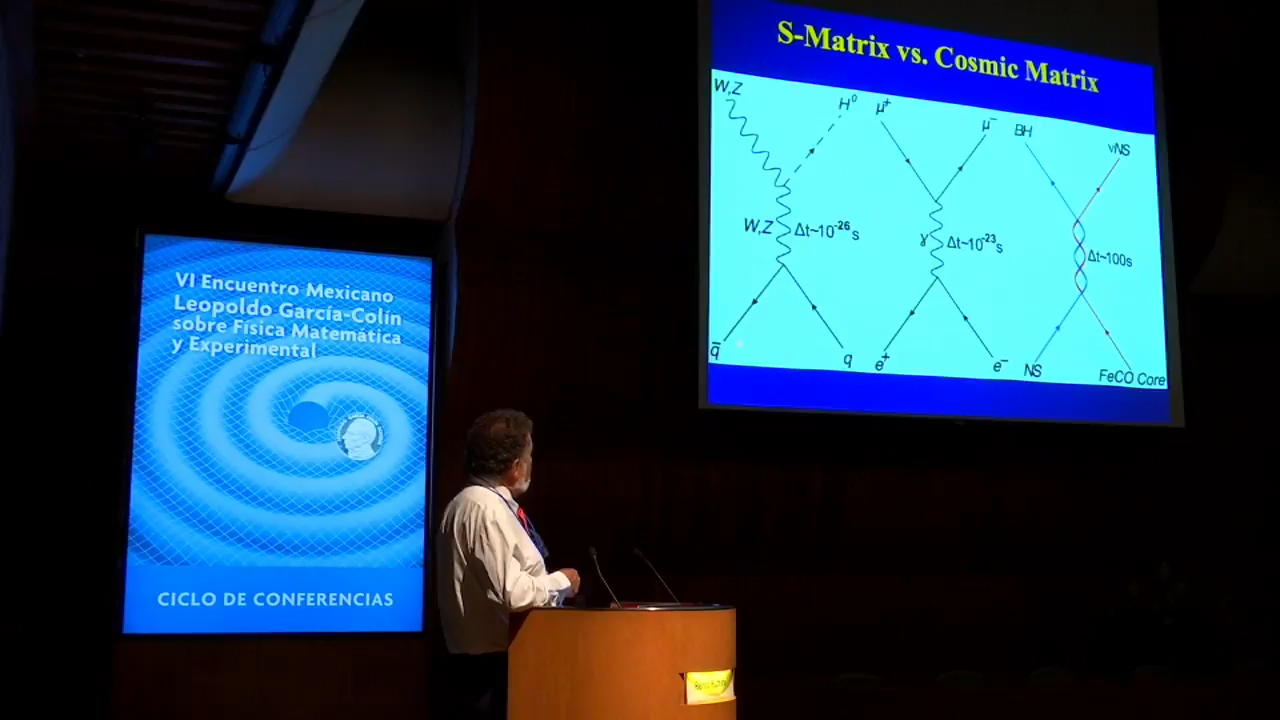 VI Encuentro Mexicano
Leopoldo García-Colín
sobre Física Matemática
y Experimental
CICLO DE CONFERENCIAS
S-Matrix vs. Cosmic Matrix
W,Z
H⁰
μ⁺
μ⁻
BH
νNS
W,Z
Δt~10⁻²⁶s
γ
Δt~10⁻²³s
Δt~100s
q̅
q
e⁺
e⁻
NS
FeCO Core